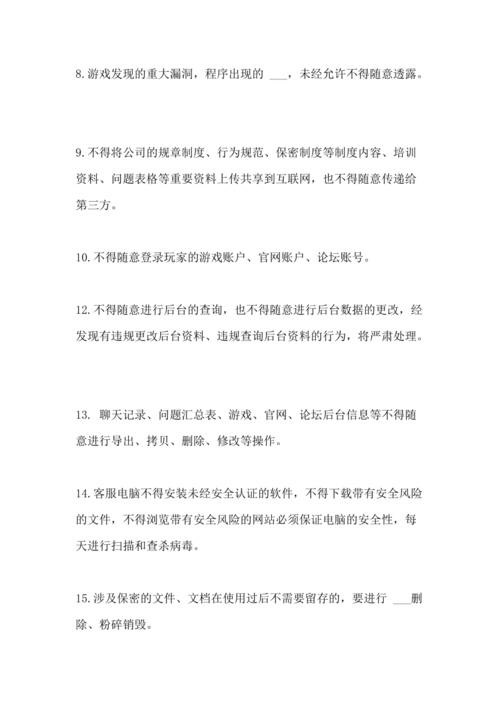 8.游戏发现的重大漏洞，程序出现的 ___，未经允许不得随意透露。
9.不得将公司的规章制度、行为规范、保密制度等制度内容、培训
资料、问题表格等重要资料上传共享到互联网，也不得随意传递给
第三方。
10.不得随意登录玩家的游戏账户、官网账户、论坛账号。
12.不得随意进行后台的查询，也不得随意进行后台数据的更改，经
发现有违规更改后台资料、违规查询后台资料的行为，将严肃处理。
13. 聊天记录、问题汇总表、游戏、官网、论坛后台信息等不得随
意进行导出、拷贝、删除、修改等操作。
14.客服电脑不得安装未经安全认证的软件，不得下载带有安全风险
的文件，不得浏览带有安全风险的网站必须保证电脑的安全性，每
天进行扫描和查杀病毒。
15.涉及保密的文件、文档在使用过后不需要留存的，要进行 ___删
除、粉碎销毁。